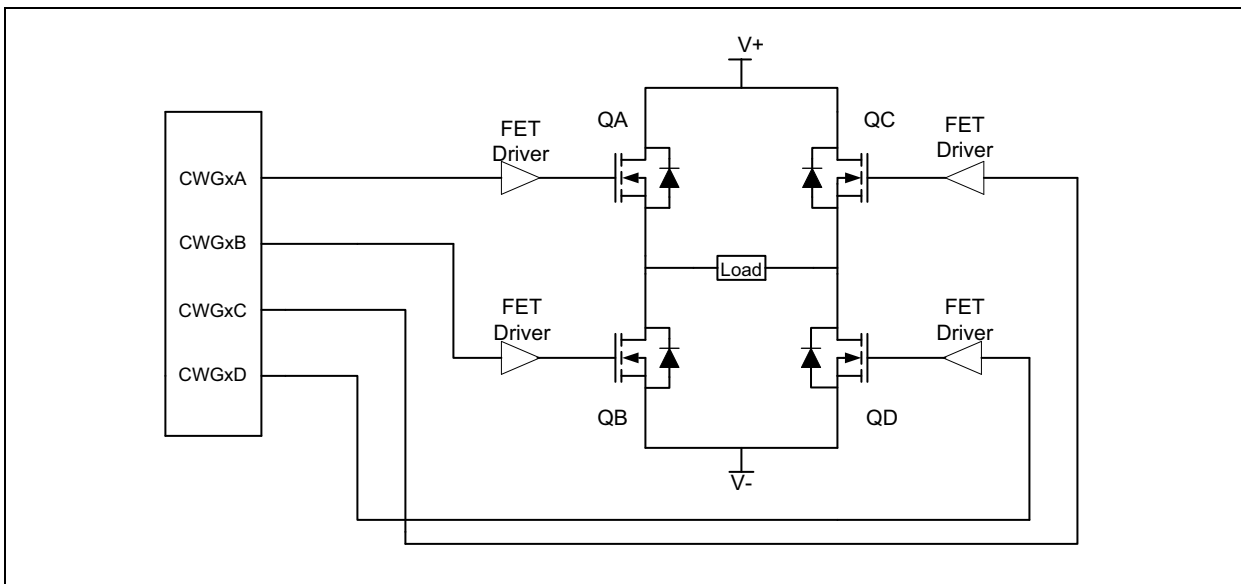 V+
QA
QC
FET
Driver
FET
Driver
CWGxA
CWGxB
CWGxC
CWGxD
Load
FET
Driver
FET
Driver
QB
QD
V-